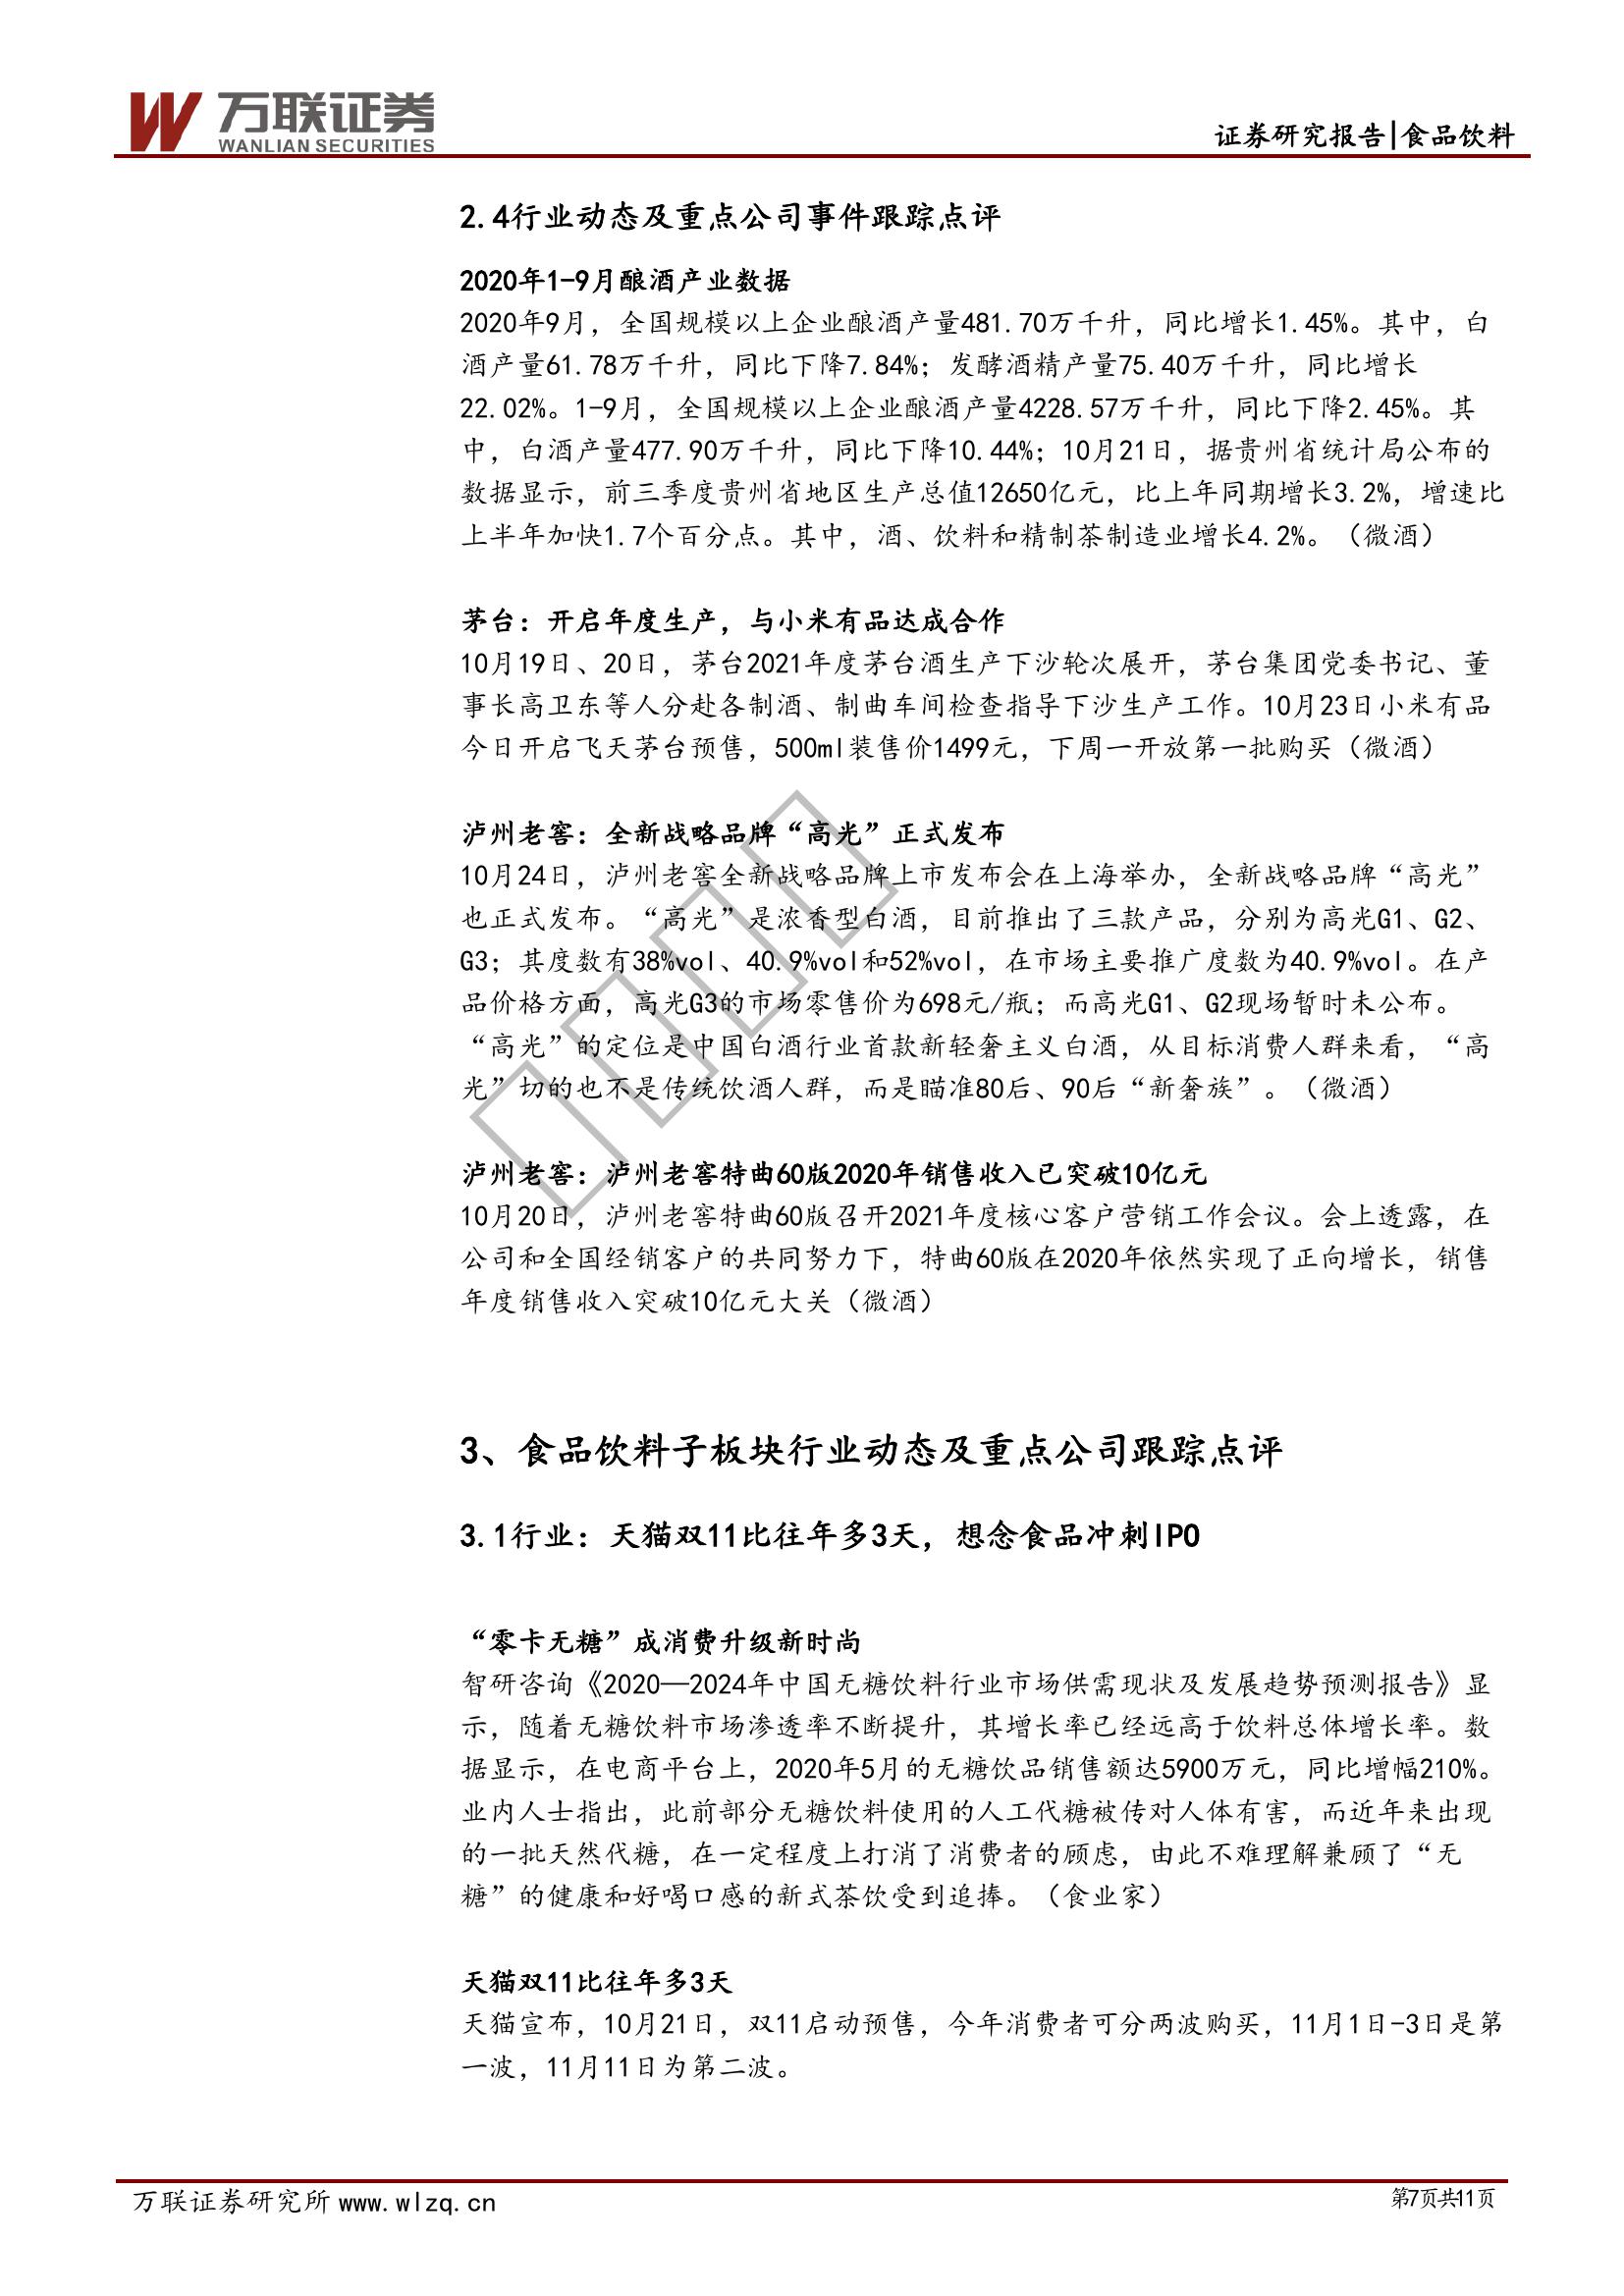 万联证券
WANLIAN SECURITIES
证券研究报告|食品饮料
2.4行业动态及重点公司事件跟踪点评
2020年1-9月酿酒产业数据
2020年9月，全国规模以上企业酿酒产量481.70万千升，同比增长1.45%。其中，白
酒产量61.78万千升，同比下降7.84%；发酵酒精产量75.40万千升，同比增长
22.02%。1-9月，全国规模以上企业酿酒产量4228.57万千升，同比下降2.45%。其
中，白酒产量477.90万千升，同比下降10.44%；10月21日，据贵州省统计局公布的
数据显示，前三季度贵州省地区生产总值12650亿元，比上年同期增长3.2%，增速比
上半年加快1.7个百分点。其中，酒、饮料和精制茶制造业增长4.2%。（微酒）
茅台：开启年度生产，与小米有品达成合作
10月19日、20日，茅台2021年度茅台酒生产下沙轮次展开，茅台集团党委书记、董
事长高卫东等人分赴各制酒、制曲车间检查指导下沙生产工作。10月23日小米有品
今日开启飞天茅台预售，500ml装售价1499元，下周一开放第一批购买（微酒）
泸州老窖：全新战略品牌“高光”正式发布
10月24日，泸州老窖全新战略品牌上市发布会在上海举办，全新战略品牌“高光”
也正式发布。“高光”是浓香型白酒，目前推出了三款产品，分别为高光G1、G2、
G3；其度数有38%vol、40.9%vol和52%vol，在市场主要推广度数为40.9%vol。在产
品价格方面，高光G3的市场零售价为698元/瓶；而高光G1、G2现场暂时未公布。
“高光”的定位是中国白酒行业首款新轻奢主义白酒，从目标消费人群来看，“高
光”切的也不是传统饮酒人群，而是瞄准80后、90后“新奢族”。（微酒）
泸州老窖：泸州老窖特曲60版2020年销售收入已突破10亿元
10月20日，泸州老窖特曲60版召开2021年度核心客户营销工作会议。会上透露，在
公司和全国经销客户的共同努力下，特曲60版在2020年依然实现了正向增长，销售
年度销售收入突破10亿元大关（微酒）
3、食品饮料子板块行业动态及重点公司跟踪点评
3.1行业：天猫双11比往年多3天，想念食品冲刺IPO
“零卡无糖”成消费升级新时尚
智研咨询《2020—2024年中国无糖饮料行业市场供需现状及发展趋势预测报告》显
示，随着无糖饮料市场渗透率不断提升，其增长率已经远高于饮料总体增长率。数
据显示，在电商平台上，2020年5月的无糖饮品销售额达5900万元，同比增幅210%。
业内人士指出，此前部分无糖饮料使用的人工代糖被传对人体有害，而近年来出现
的一批天然代糖，在一定程度上打消了消费者的顾虑，由此不难理解兼顾了“无
糖”的健康和好喝口感的新式茶饮受到追捧。（食业家）
天猫双11比往年多3天
天猫宣布，10月21日，双11启动预售，今年消费者可分两波购买，11月1日-3日是第
一波，11月11日为第二波。
万联证券研究所 www.wlzq.cn
第7页共11页